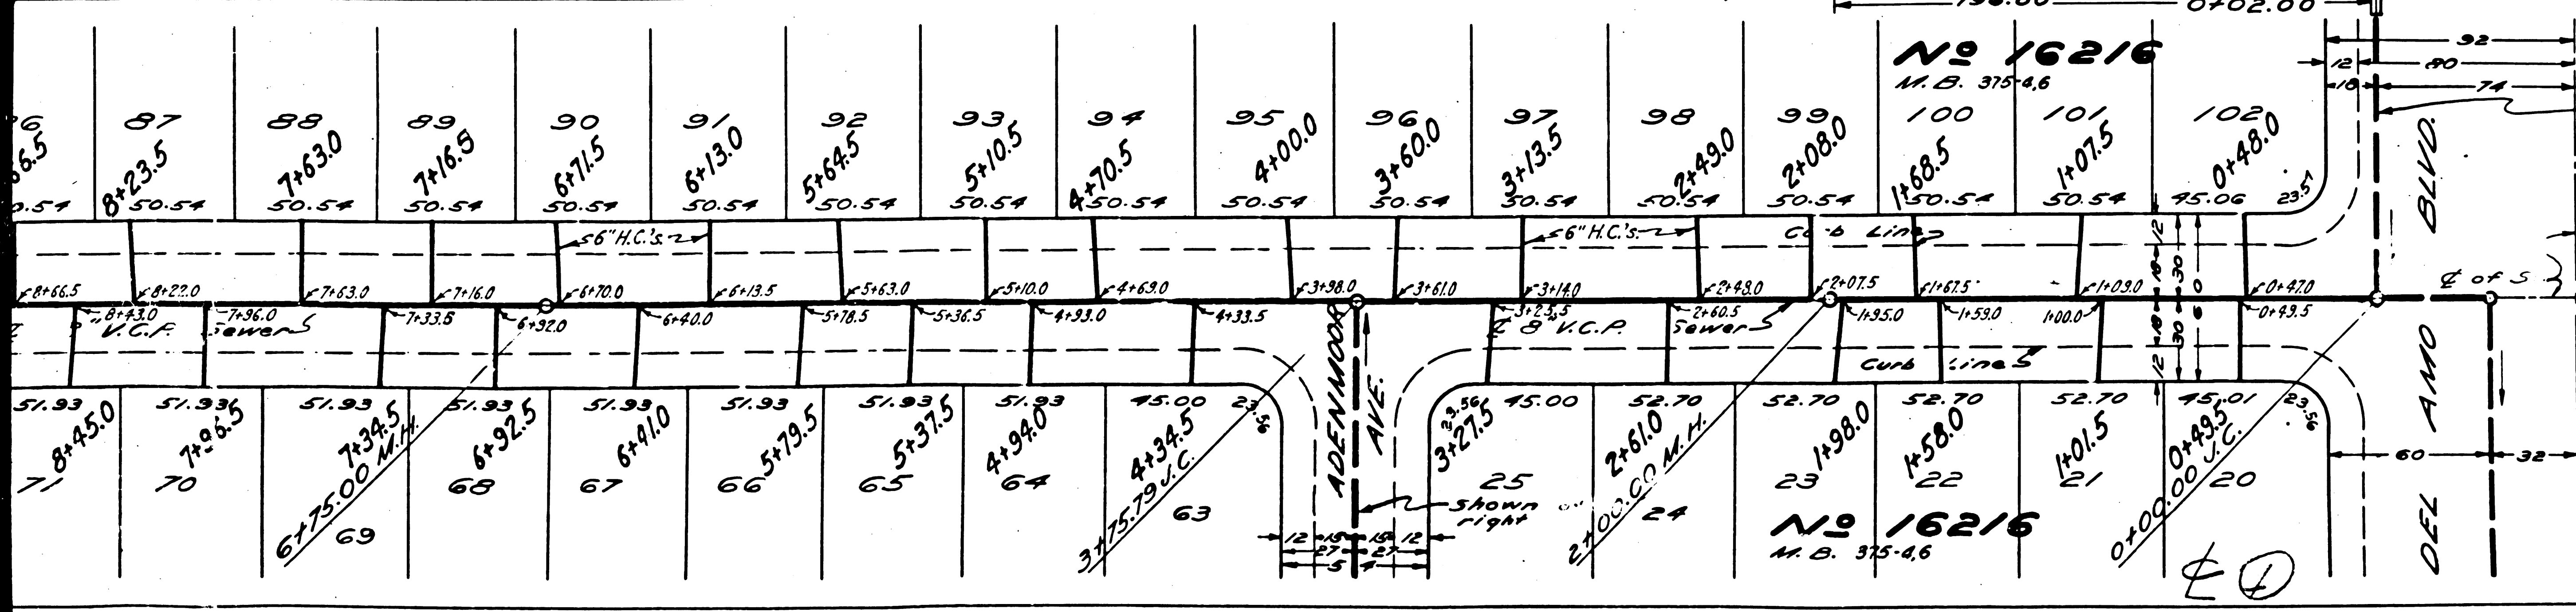 196.00 0+02.00
92
12 80
18 74
No 16216
M.B. 375-4,6
87 88 89 90 91 92 93 94 95 96 97 98 99 100 101 102
66.5 8+23.5 7+63.0 7+16.5 6+71.5 6+13.0 5+64.5 5+10.5 4+70.5 4+00.0 3+60.0 3+13.5 2+49.0 2+08.0 1+68.5 1+07.5 0+48.0
50.54 50.54 50.54 50.54 50.54 50.54 50.54 50.54 50.54 50.54 50.54 50.54 50.54 50.54 50.54 45.06 23.57
6" H.C.'s. 6" H.C.'s. Curb Lines
12 18 30
60
8+66.5 8+22.0 7+63.0 7+16.0 6+70.0 6+13.5 5+63.0 5+10.0 4+69.0 3+98.0 3+61.0 3+14.0 2+48.0 2+07.5 1+67.5 1+09.0 0+47.0
℄ of S
8+43.0 7+96.0 7+33.5 6+92.0 6+40.0 5+78.5 5+36.5 4+93.0 4+33.5 3+25.5 2+60.5 1+95.0 1+59.0 1+00.0 0+49.5
V.C.P. Sewer ℄ 8" V.C.P. Sewer
12 18 30
Curb Lines
51.93 51.93 51.93 51.93 51.93 51.93 51.93 51.93 45.00 23.56 23.56 45.00 52.70 52.70 52.70 52.70 45.01 23.56
8+45.0 7+96.5 7+34.5 6+92.5 6+41.0 5+79.5 5+37.5 4+94.0 4+34.5 3+27.5 2+61.0 1+98.0 1+58.0 1+01.5 0+49.5
71 70 69 68 67 66 65 64 63 25 24 23 22 21 20
6+75.00 M.H.
3+75.79 J.C.
2+00.00 M.H.
0+00.00 J.C.
ADENMOOR AVE.
Shown
right
12 15 15 12
27 27
54
No 16216
M.B. 375-4,6
DEL AMO BLVD.
60 32
℄